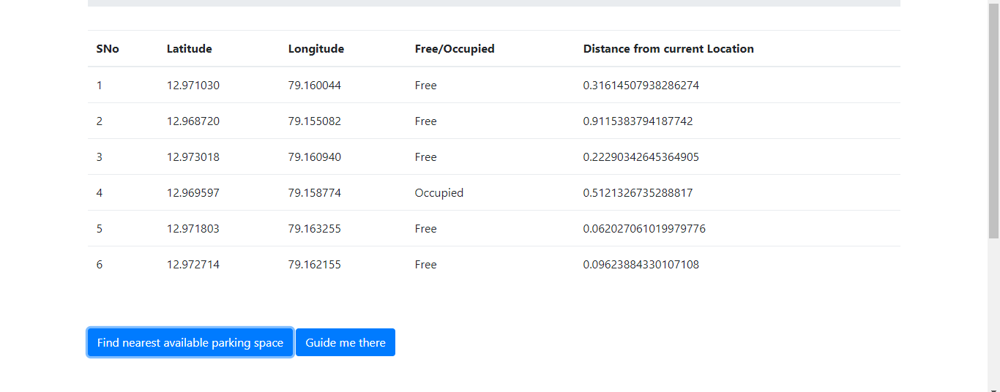 SNo Latitude Longitude Free/Occupied Distance from current Location
1 12.971030 79.160044 Free 0.31614507938286274
2 12.968720 79.155082 Free 0.9115383794187742
3 12.973018 79.160940 Free 0.22290342645364905
4 12.969597 79.158774 Occupied 0.5121326735288817
5 12.971803 79.163255 Free 0.062027061019979776
6 12.972714 79.162155 Free 0.09623884330107108
Find nearest available parking space Guide me there